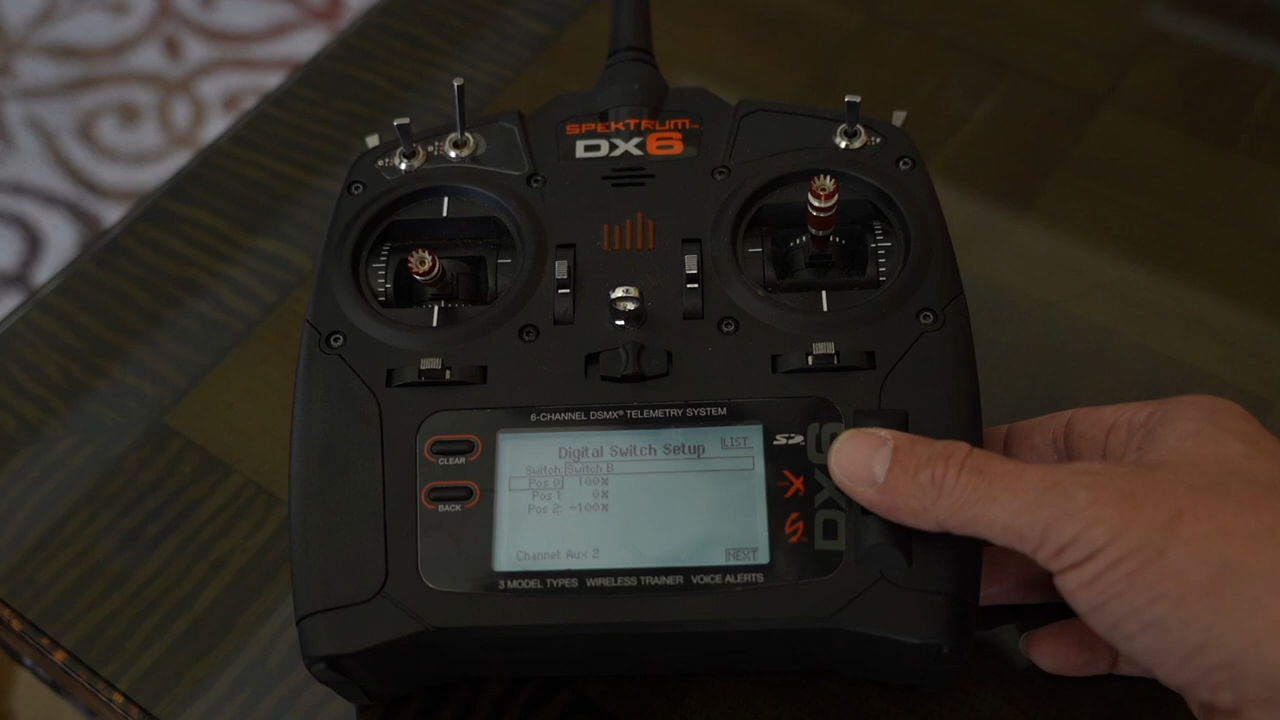 SPEKTRUM
DX6
6-CHANNEL DSMX® TELEMETRY SYSTEM
CLEAR
BACK
Digital Switch Setup
LIST
Switch: Switch B
Pos 0: 100%
Pos 1: 0%
Pos 2: -100%
Channel: Aux 2
NEXT
SD
DX6
3 MODEL TYPES WIRELESS TRAINER VOICE ALERTS